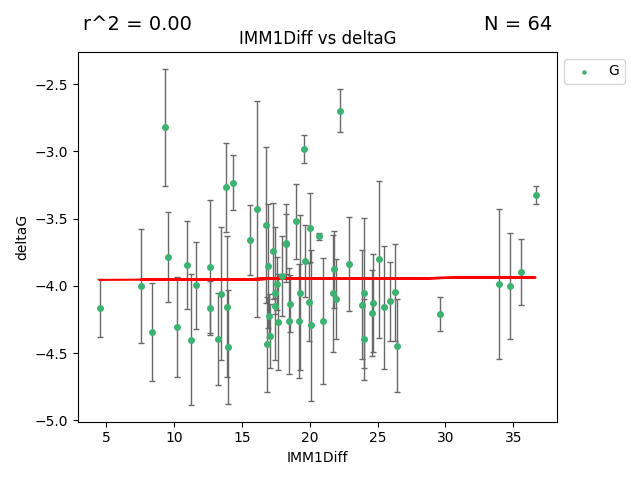 r^2 = 0.00
N = 64
IMM1Diff vs deltaG
G
−2.5
−3.0
−3.5
−4.0
−4.5
−5.0
deltaG
5 10 15 20 25 30 35
IMM1Diff